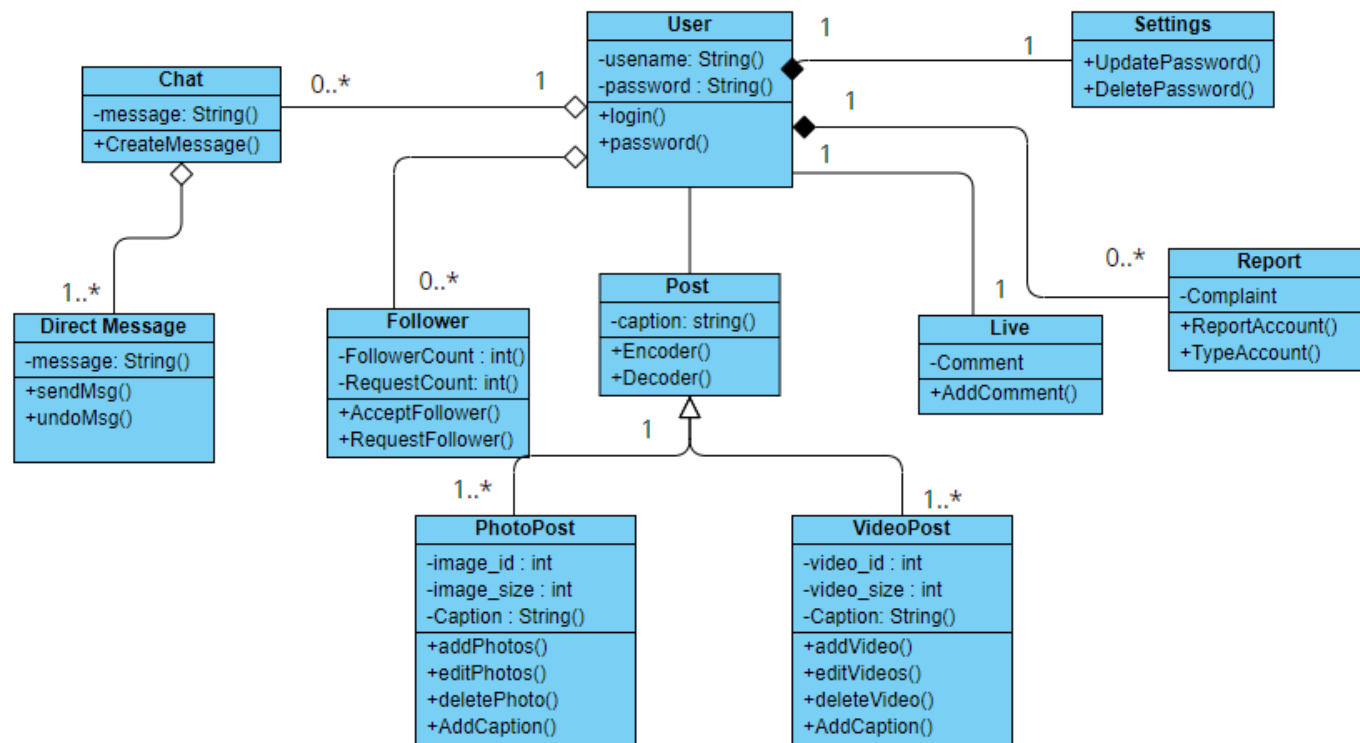 User
-usename: String()
-password : String()
+login()
+password()
1
1
Settings
+UpdatePassword()
+DeletePassword()
Chat
-message: String()
+CreateMessage()
0..*
1
1
1
1..*
Direct Message
-message: String()
+sendMsg()
+undoMsg()
0..*
Follower
-FollowerCount : int()
-RequestCount: int()
+AcceptFollower()
+RequestFollower()
Post
-caption: string()
+Encoder()
+Decoder()
1
Live
-Comment
+AddComment()
0..*
Report
-Complaint
+ReportAccount()
+TypeAccount()
1
1..*
1..*
PhotoPost
-image_id : int
-image_size : int
-Caption : String()
+addPhotos()
+editPhotos()
+deletePhoto()
+AddCaption()
VideoPost
-video_id : int
-video_size : int
-Caption: String()
+addVideo()
+editVideos()
+deleteVideo()
+AddCaption()